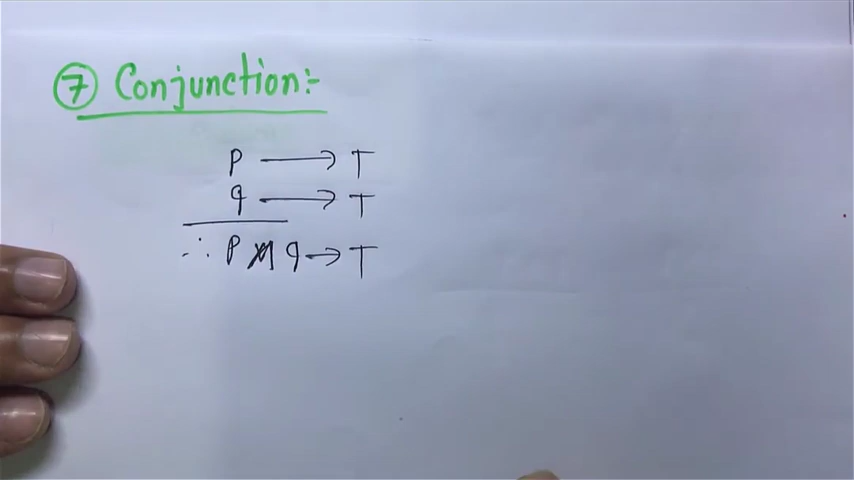 ⑦ Conjunction:-
P → T
q → T
∴ P ∧ q → T